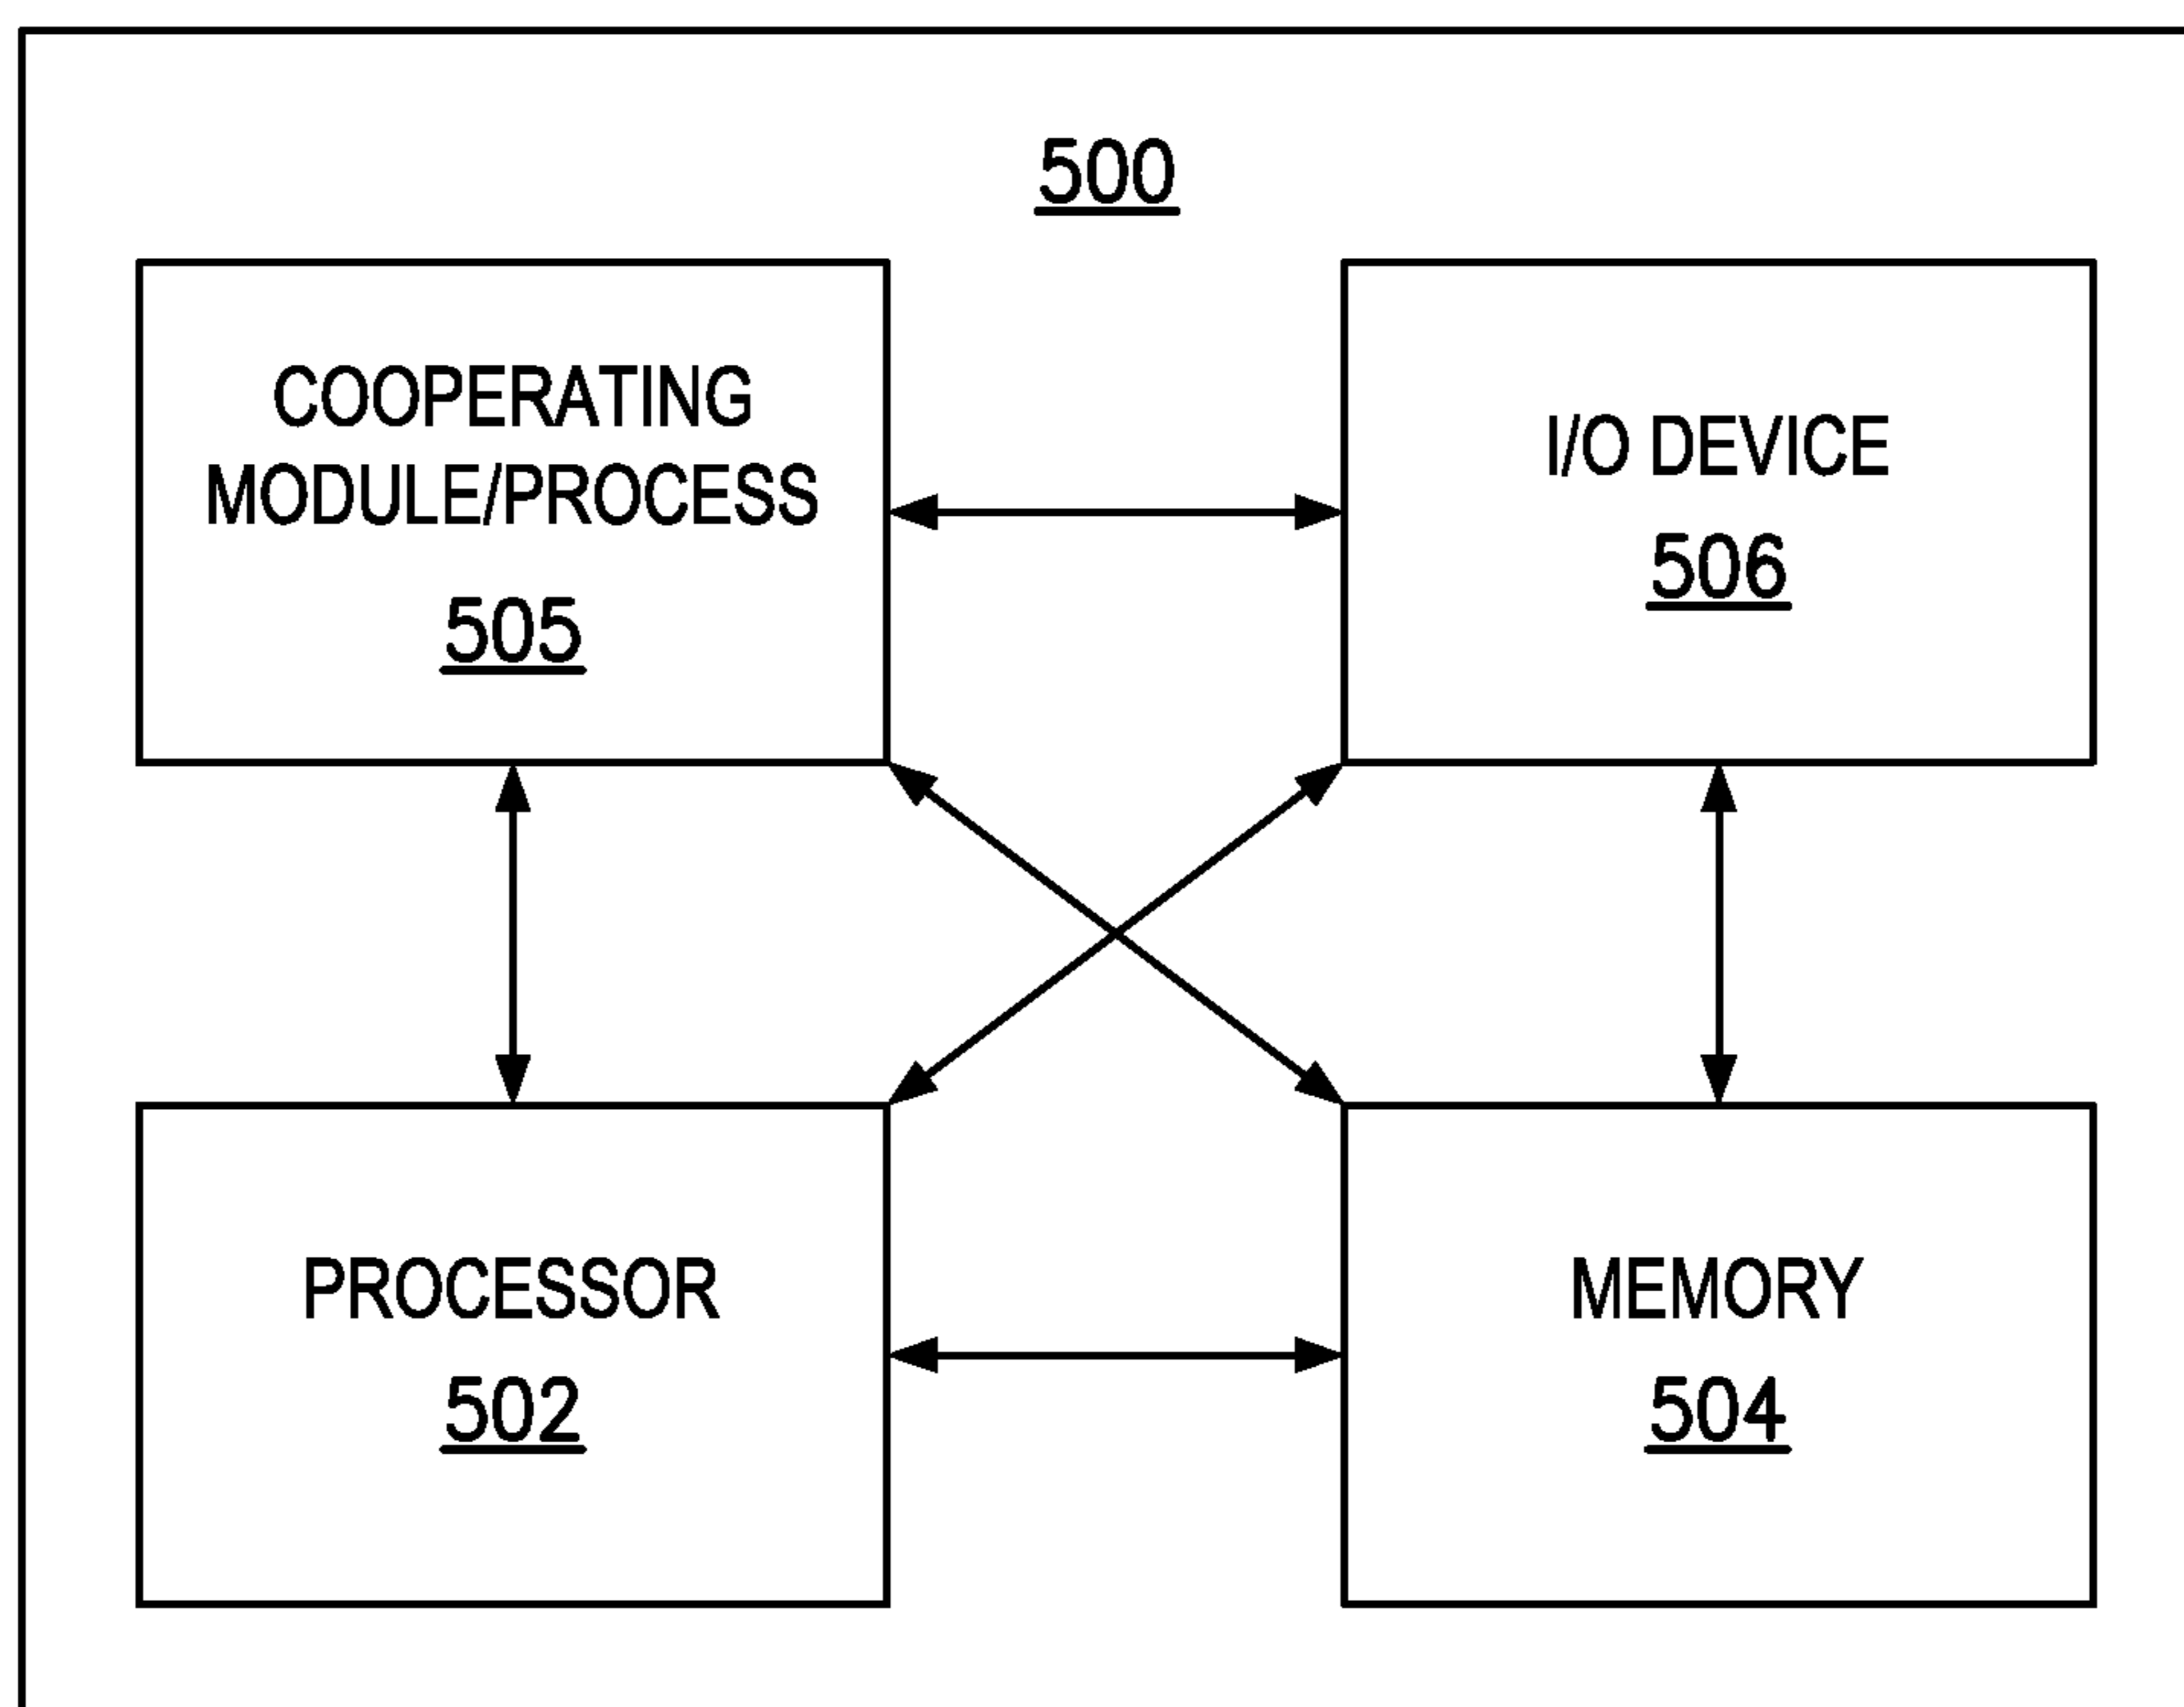 500
COOPERATING
MODULE/PROCESS
505
I/O DEVICE
506
PROCESSOR
502
MEMORY
504